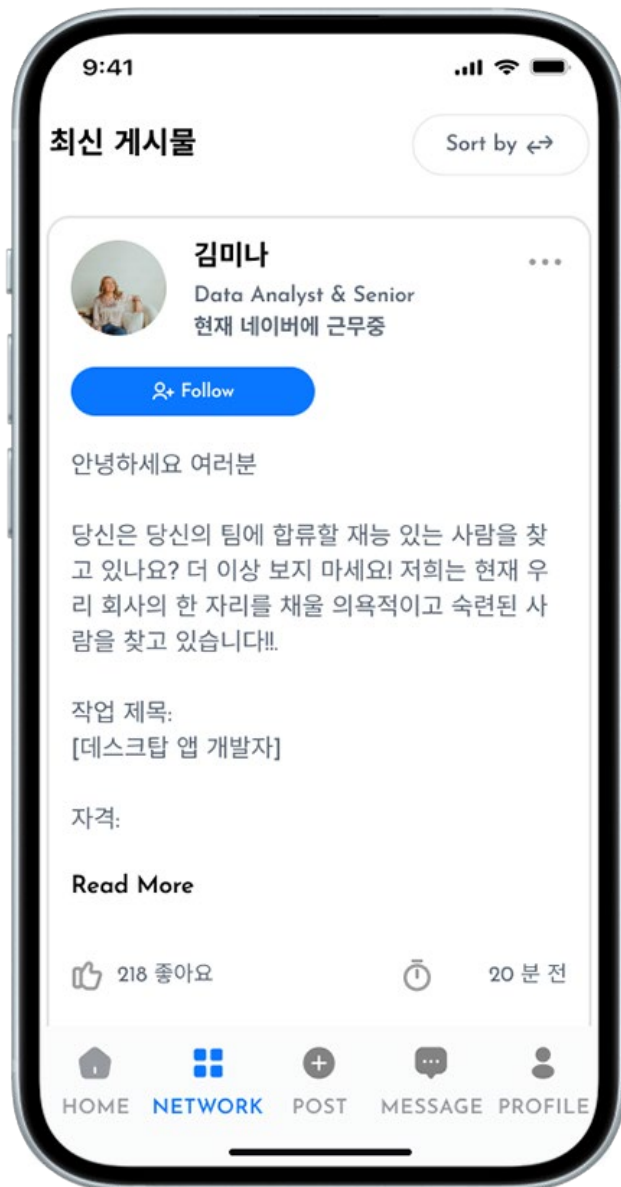 9:41
최신 게시물
Sort by
김미나
Data Analyst & Senior
현재 네이버에 근무중
Follow
안녕하세요 여러분
당신은 당신의 팀에 합류할 재능 있는 사람을 찾
고 있나요? 더 이상 보지 마세요! 저희는 현재 우
리 회사의 한 자리를 채울 의욕적이고 숙련된 사
람을 찾고 있습니다!!.
작업 제목:
[데스크탑 앱 개발자]
자격:
Read More
218 좋아요
20 분 전
HOME NETWORK POST MESSAGE PROFILE